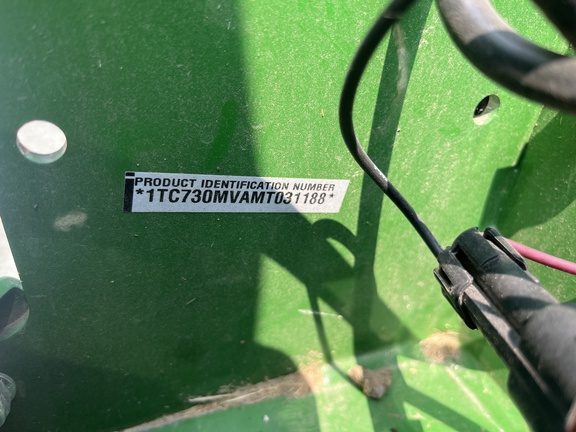 PRODUCT IDENTIFICATION NUMBER
*1TC730MVAMT031188*